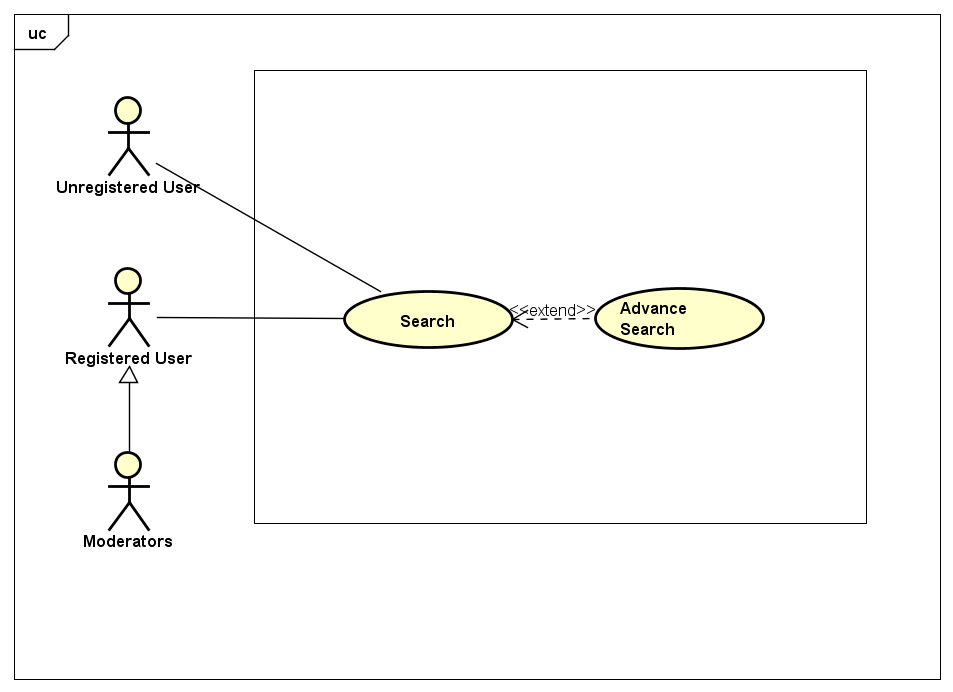 uc
Unregistered User
Registered User
Moderators
Search
<<extend>>
Advance
Search